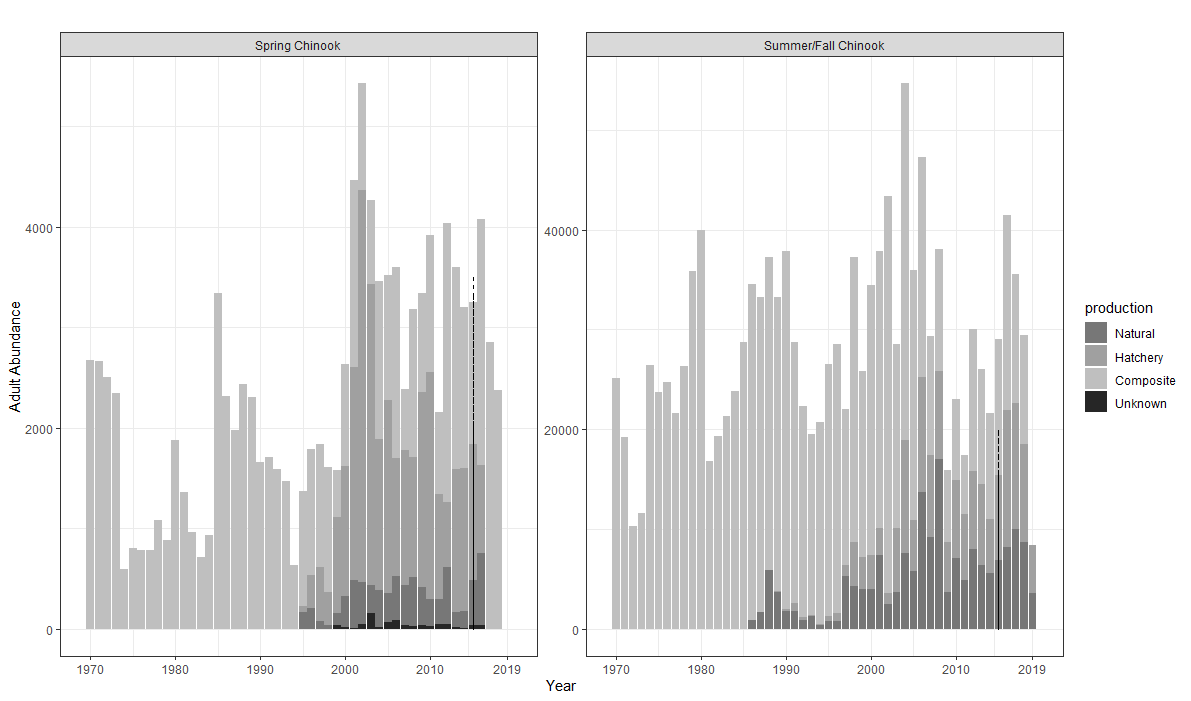 Spring Chinook
Summer/Fall Chinook
Adult Abundance
4000
2000
0
40000
20000
0
1970 1980 1990 2000 2010 2019
1970 1980 1990 2000 2010 2019
Year
production
Natural
Hatchery
Composite
Unknown